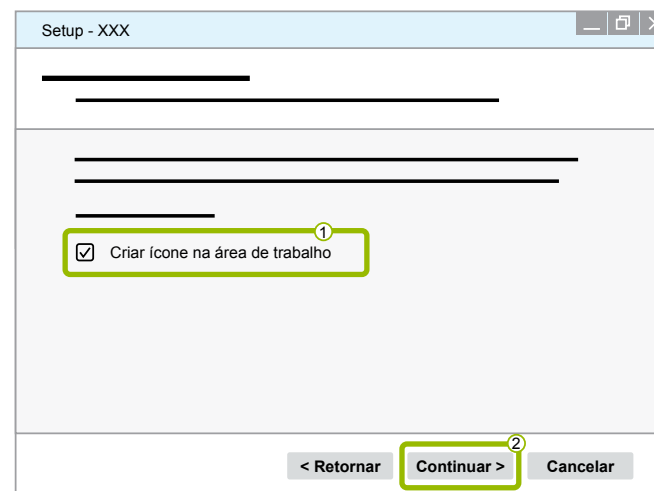 Setup - XXX
1
Criar ícone na área de trabalho
2
< Retornar Continuar > Cancelar